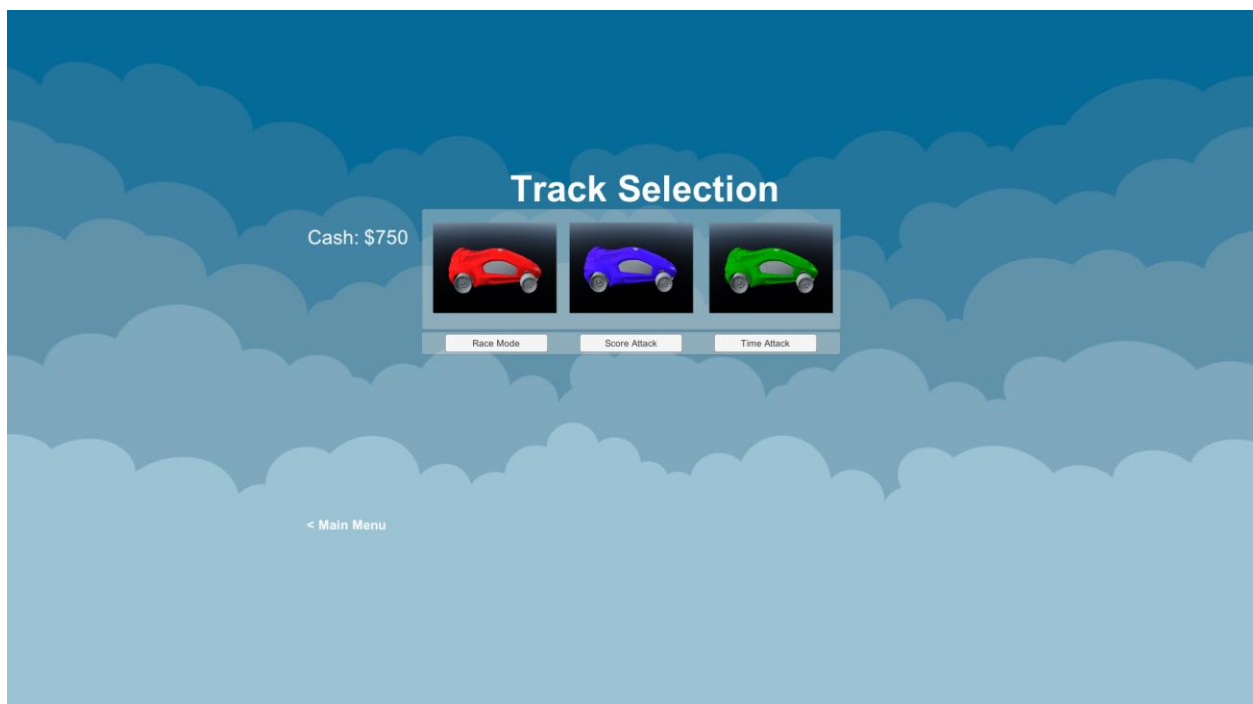 Track Selection
Cash: $750
Race Mode
Score Attack
Time Attack
< Main Menu